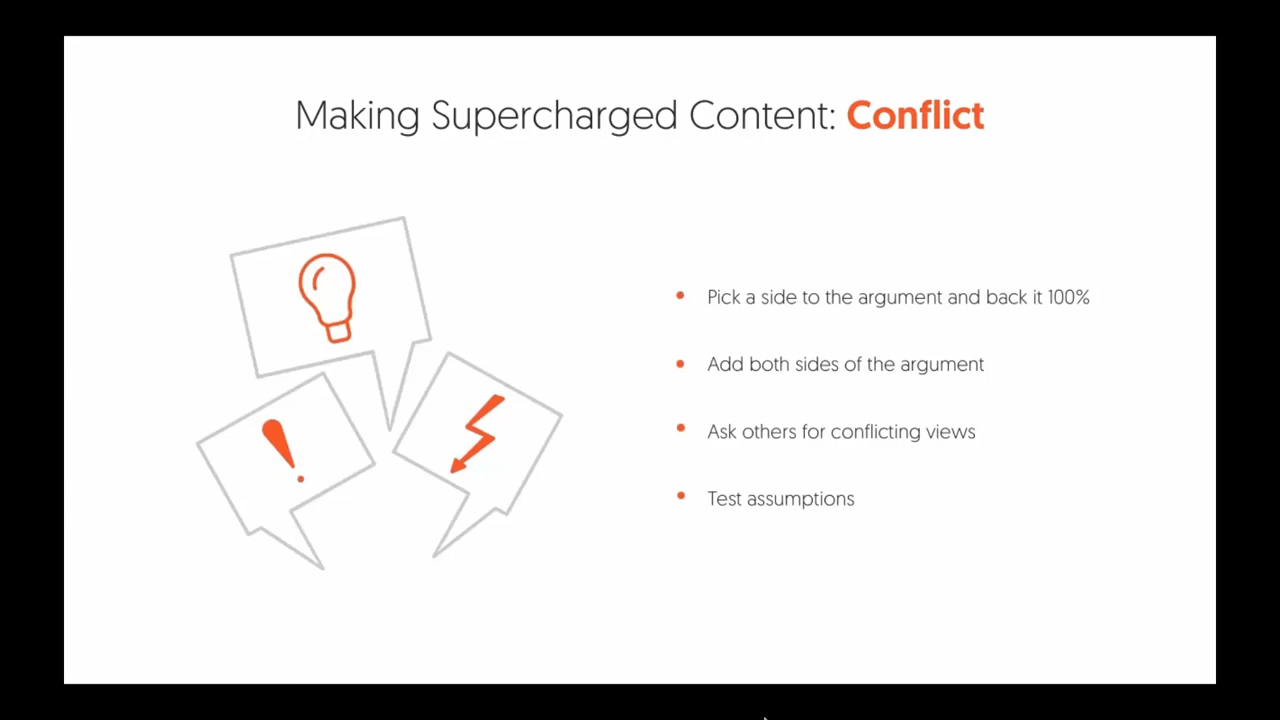 Making Supercharged Content: Conflict
Pick a side to the argument and back it 100%
Add both sides of the argument
Ask others for conflicting views
Test assumptions